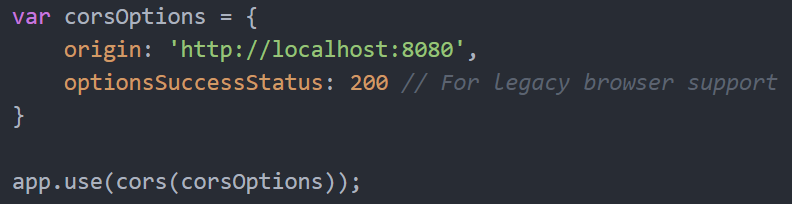 var corsOptions = {
    origin: 'http://localhost:8080',
    optionsSuccessStatus: 200 // For legacy browser support
}

app.use(cors(corsOptions));